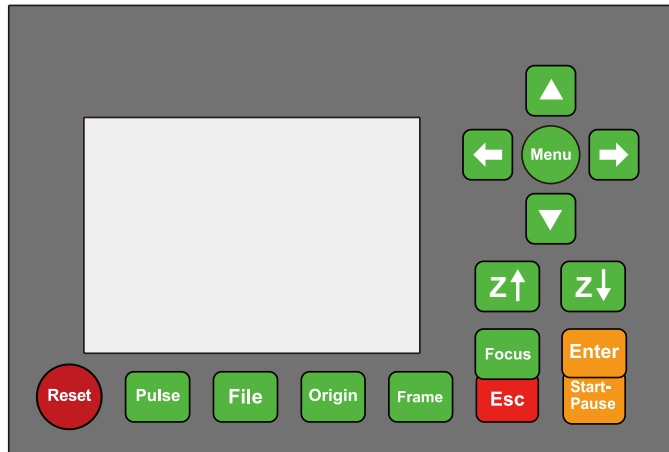 Menu
Z
Z
Focus
Enter
Reset
Pulse
File
Origin
Frame
Esc
Start-
Pause